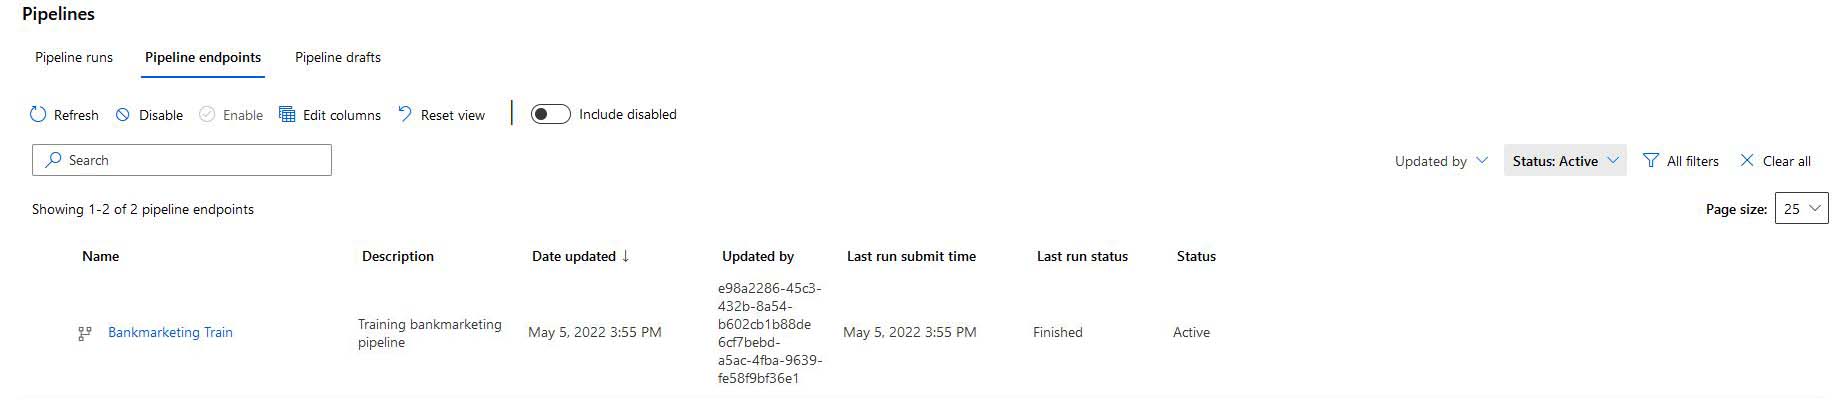 Pipelines
Pipeline runs Pipeline endpoints Pipeline drafts
Refresh Disable Enable Edit columns Reset view Include disabled
Search Updated by Status: Active All filters Clear all
Showing 1-2 of 2 pipeline endpoints Page size: 25
Name Description Date updated ↓ Updated by Last run submit time Last run status Status
Bankmarketing Train
Training bankmarketing
pipeline
May 5, 2022 3:55 PM
e98a2286-45c3-
432b-8a54-
b602cb1b88de
6cf7bebd-
a5ac-4fba-9639-
fe58f9bf36e1
May 5, 2022 3:55 PM
Finished
Active